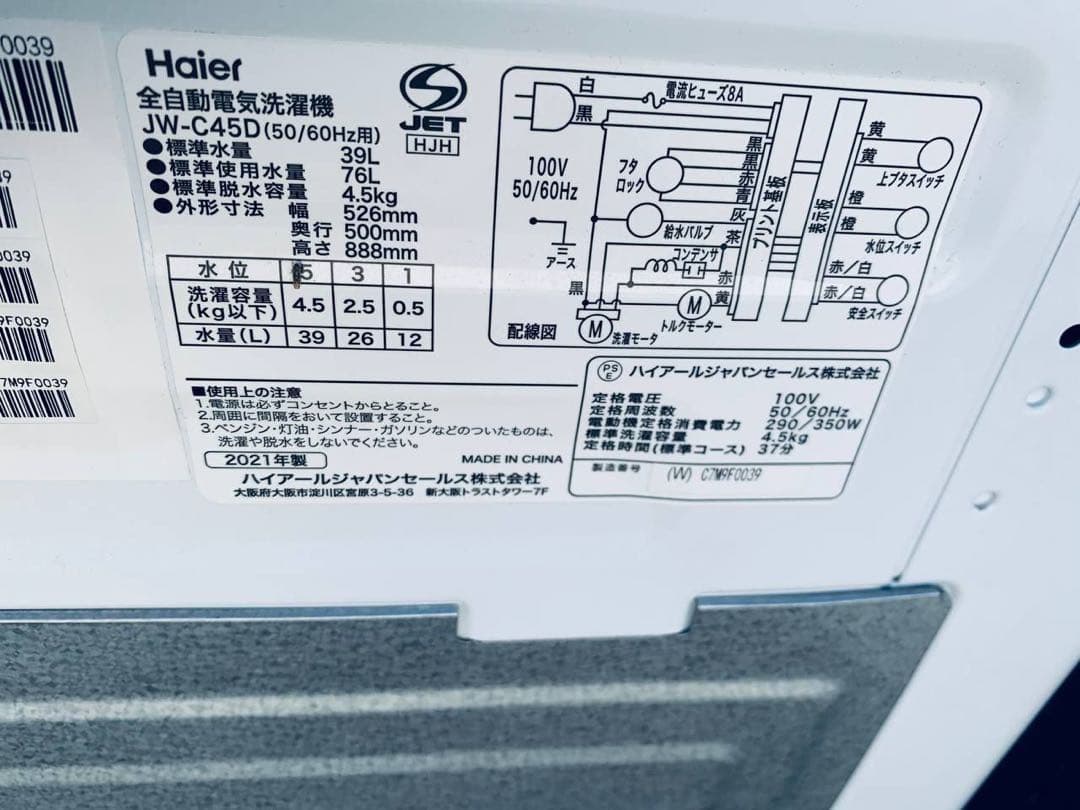 0039
49
0039
9F0039
7M9F0039
Haier
全自動電気洗濯機
JW-C45D(50/60Hz用)
●標準水量 39L
●標準使用水量 76L
●標準脱水容量 4.5kg
●外形寸法 幅 526mm
奥行 500mm
高さ 888mm
JET
HJH
水位 5 3 1
洗濯容量(kg以下) 4.5 2.5 0.5
水量(L) 39 26 12
■使用上の注意
1.電源は必ずコンセントからとること。
2.周囲に間隔をおいて設置すること。
3.ベンジン・灯油・シンナー・ガソリンなどのついたものは、
洗濯や脱水をしないでください。
2021年製
MADE IN CHINA
ハイアールジャパンセールス株式会社
大阪府大阪市淀川区宮原3-5-36 新大阪トラストタワー7F
白
黒
電流ヒューズ8A
100V
50/60Hz
アース
フタ
ロック
黒
黒
赤
青
灰
給水バルブ
茶
コンデンサ
赤
黒
黄
M
トルクモーター
M
洗濯モータ
配線図
プリント基板
表示板
黄
黄
上ブタスイッチ
橙
橙
水位スイッチ
赤/白
赤/白
安全スイッチ
PS
E
ハイアールジャパンセールス株式会社
定格電圧 100V
定格周波数 50/60Hz
電動機定格消費電力 290/350W
標準洗濯容量 4.5kg
定格時間(標準コース) 37分
製造番号 (W) C7M9F0039